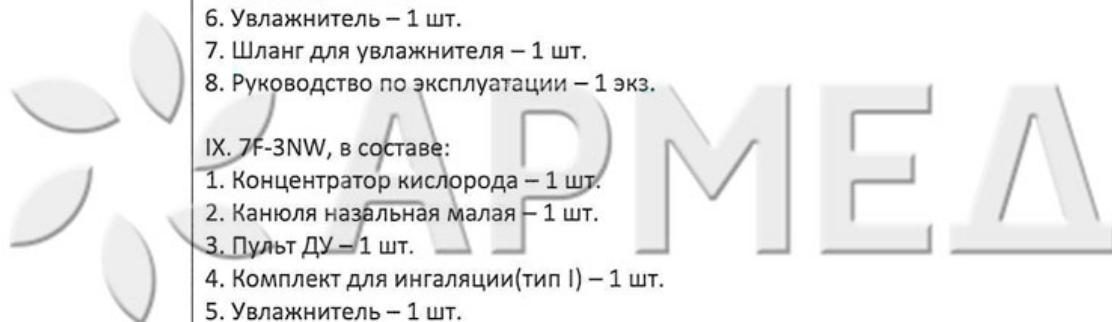 6. Увлажнитель – 1 шт.
7. Шланг для увлажнителя – 1 шт.
8. Руководство по эксплуатации – 1 экз.
IX. 7F-3NW, в составе:
1. Концентратор кислорода – 1 шт.
2. Канюля назальная малая – 1 шт.
3. Пульт ДУ – 1 шт.
4. Комплект для ингаляции(тип I) – 1 шт.
5. Увлажнитель – 1 шт.
АРМЕД